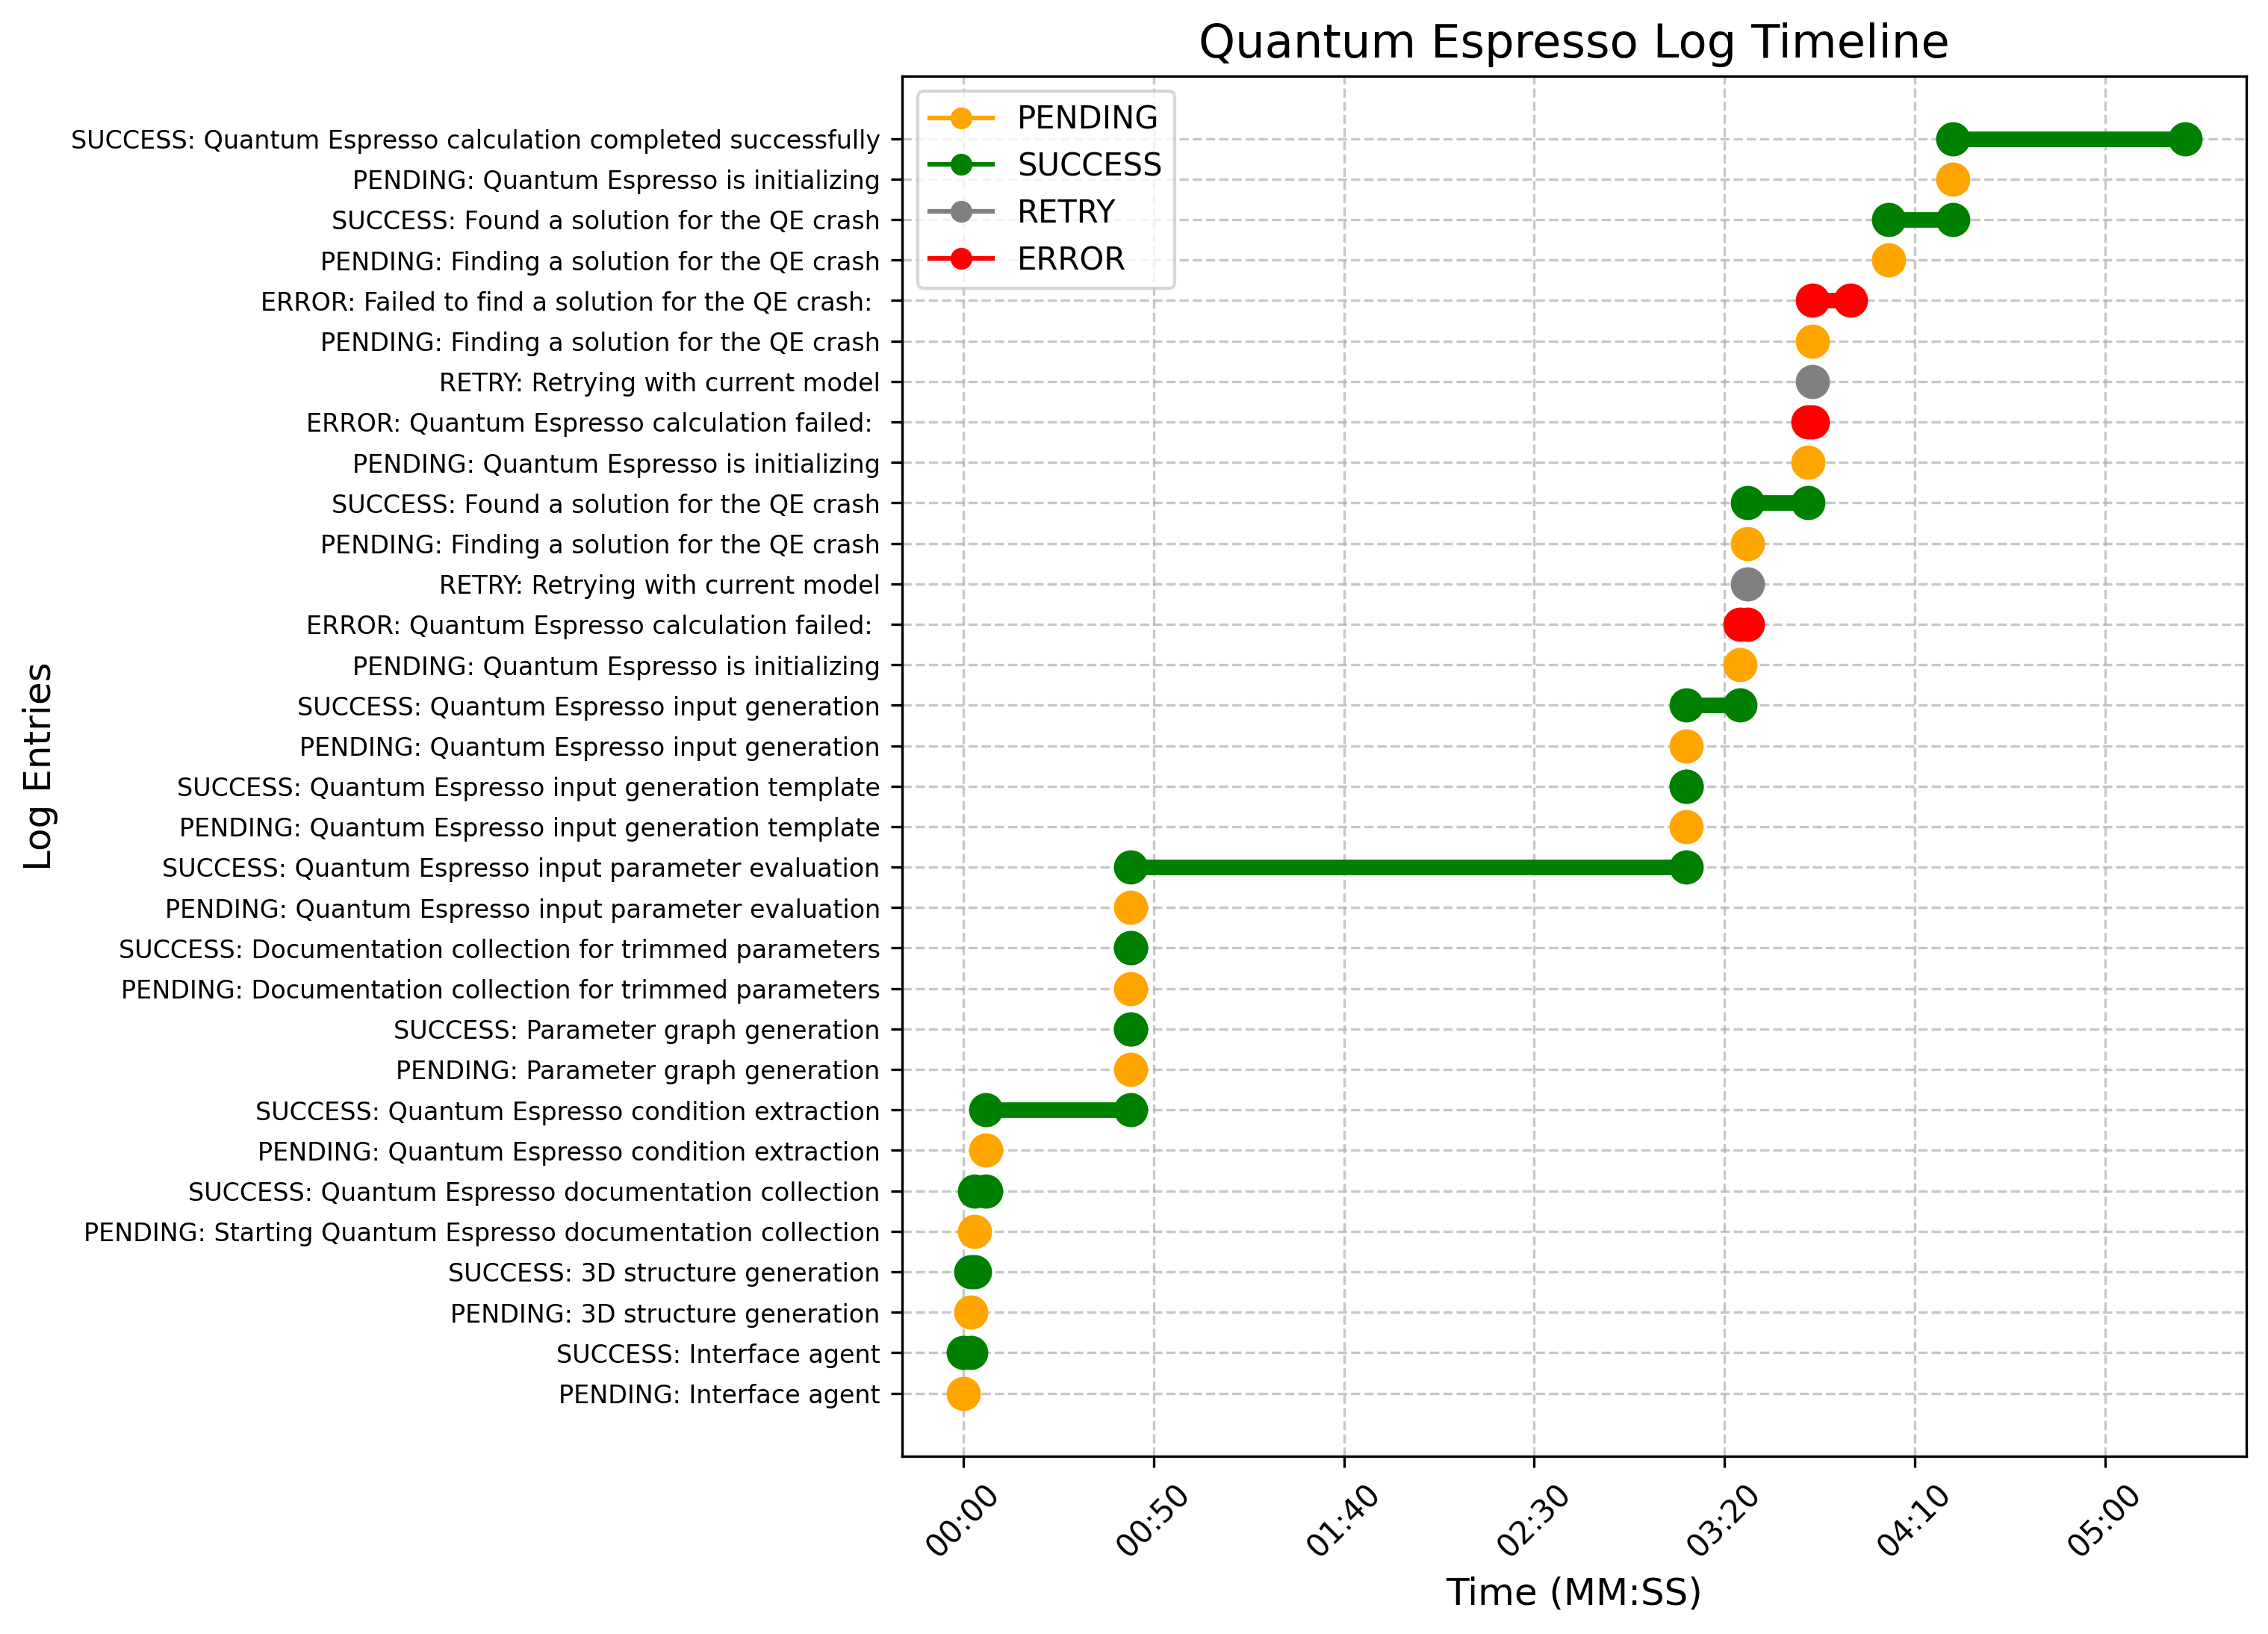 Quantum Espresso Log Timeline
PENDING
SUCCESS
RETRY
ERROR
Log Entries
SUCCESS: Quantum Espresso calculation completed successfully
PENDING: Quantum Espresso is initializing
SUCCESS: Found a solution for the QE crash
PENDING: Finding a solution for the QE crash
ERROR: Failed to find a solution for the QE crash:
PENDING: Finding a solution for the QE crash
RETRY: Retrying with current model
ERROR: Quantum Espresso calculation failed:
PENDING: Quantum Espresso is initializing
SUCCESS: Found a solution for the QE crash
PENDING: Finding a solution for the QE crash
RETRY: Retrying with current model
ERROR: Quantum Espresso calculation failed:
PENDING: Quantum Espresso is initializing
SUCCESS: Quantum Espresso input generation
PENDING: Quantum Espresso input generation
SUCCESS: Quantum Espresso input generation template
PENDING: Quantum Espresso input generation template
SUCCESS: Quantum Espresso input parameter evaluation
PENDING: Quantum Espresso input parameter evaluation
SUCCESS: Documentation collection for trimmed parameters
PENDING: Documentation collection for trimmed parameters
SUCCESS: Parameter graph generation
PENDING: Parameter graph generation
SUCCESS: Quantum Espresso condition extraction
PENDING: Quantum Espresso condition extraction
SUCCESS: Quantum Espresso documentation collection
PENDING: Starting Quantum Espresso documentation collection
SUCCESS: 3D structure generation
PENDING: 3D structure generation
SUCCESS: Interface agent
PENDING: Interface agent
00:00
00:50
01:40
02:30
03:20
04:10
05:00
Time (MM:SS)